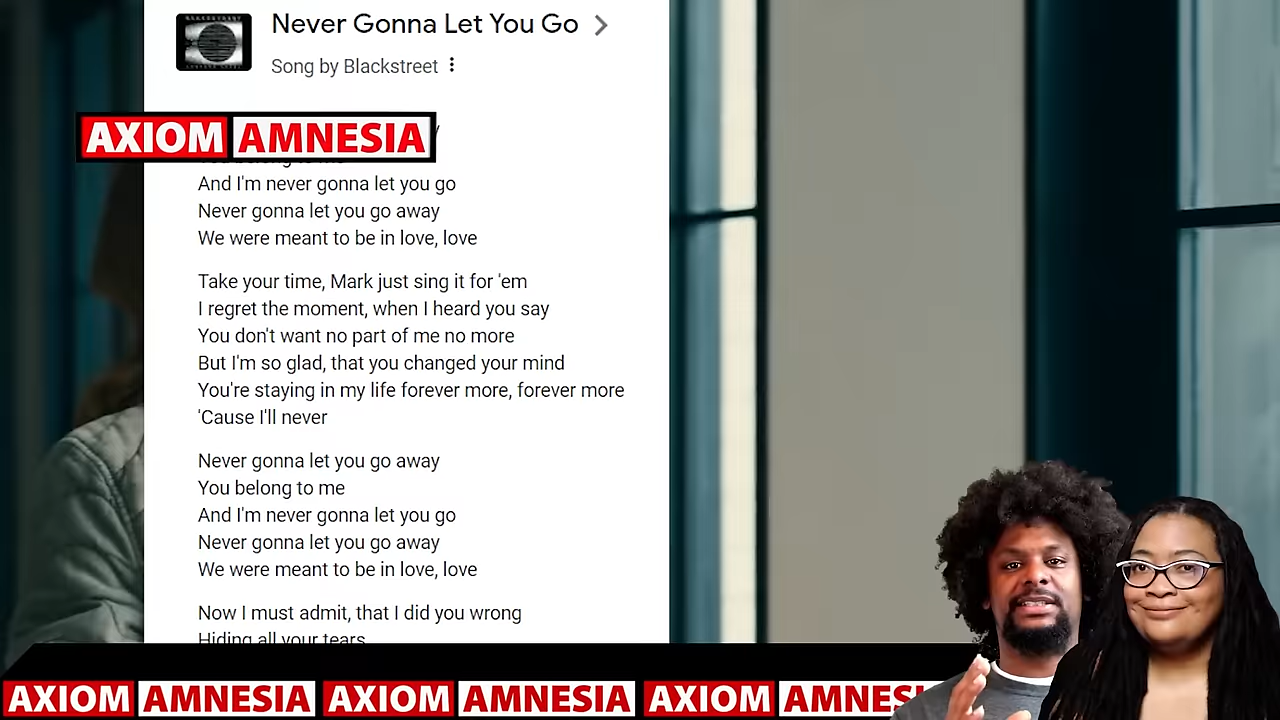 Never Gonna Let You Go
Song by Blackstreet
AXIOM AMNESIA
And I'm never gonna let you go
Never gonna let you go away
We were meant to be in love, love
Take your time, Mark just sing it for 'em
I regret the moment, when I heard you say
You don't want no part of me no more
But I'm so glad, that you changed your mind
You're staying in my life forever more, forever more
'Cause I'll never
Never gonna let you go away
You belong to me
And I'm never gonna let you go
Never gonna let you go away
We were meant to be in love, love
Now I must admit, that I did you wrong
Hiding all your tears
AXIOM AMNESIA AXIOM AMNESIA AXIOM AMNES